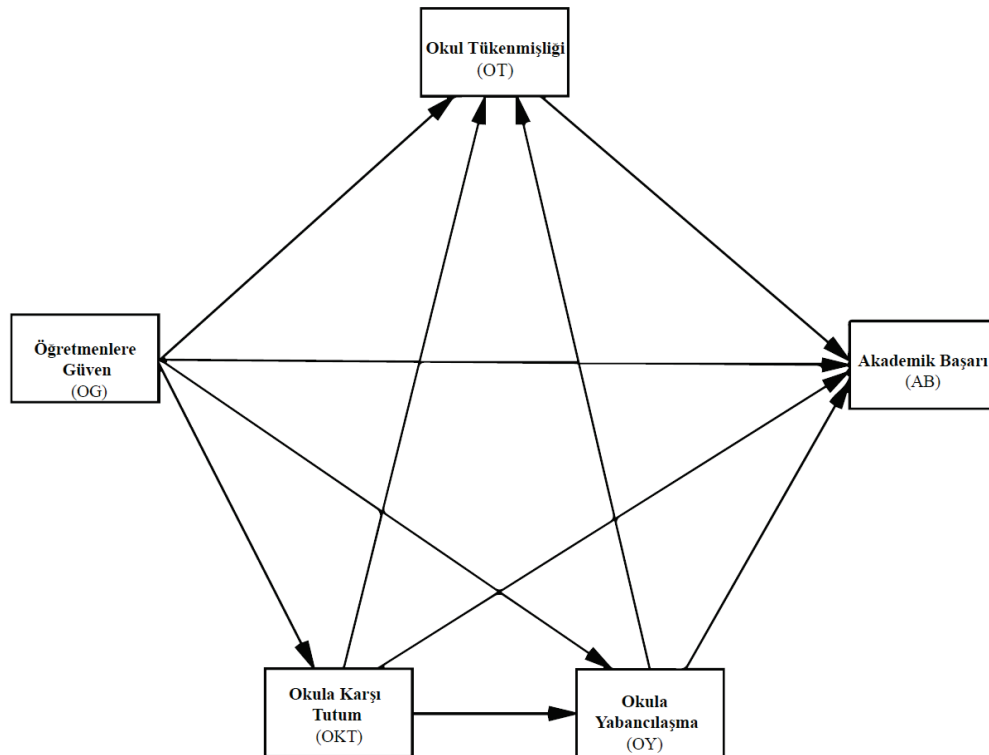 Okul Tükenmişliği
(OT)
Öğretmenlere
Güven
(OG)
Akademik Başarı
(AB)
Okula Karşı
Tutum
(OKT)
Okula
Yabancılaşma
(OY)